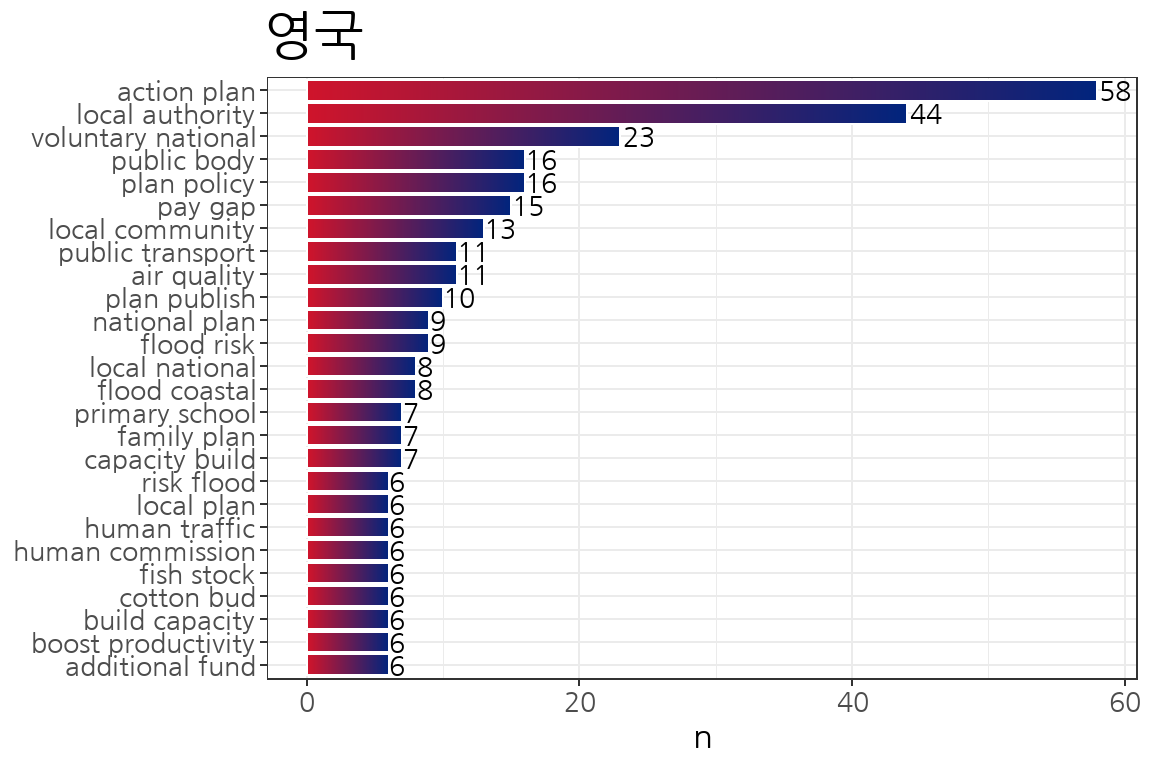 영국
action plan 58
local authority 44
voluntary national 23
public body 16
plan policy 16
pay gap 15
local community 13
public transport 11
air quality 11
plan publish 10
national plan 9
flood risk 9
local national 8
flood coastal 8
primary school 7
family plan 7
capacity build 7
risk flood 6
local plan 6
human traffic 6
human commission 6
fish stock 6
cotton bud 6
build capacity 6
boost productivity 6
additional fund 6
0 20 40 60
n